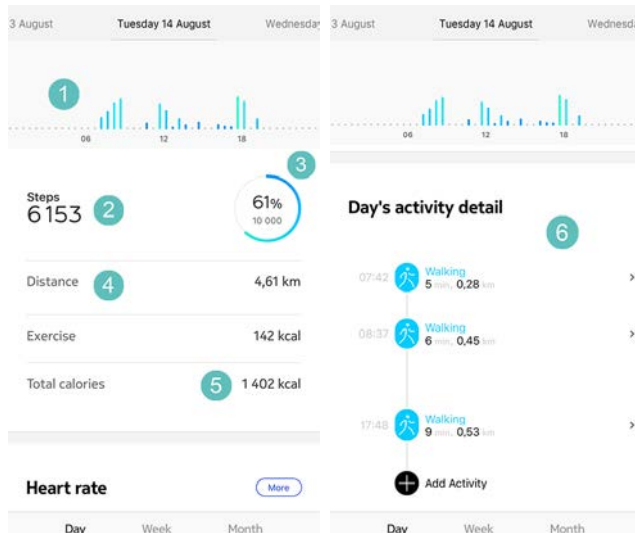 3 August Tuesday 14 August Wednesday
1
06 12 18
3
Steps
6 153
2
61%
10 000
Distance 4 4,61 km
Exercise 142 kcal
Total calories 5 1 402 kcal
Heart rate More
Day Week Month
3 August Tuesday 14 August Wednesd
06 12 18
Day's activity detail
6
07:42 Walking
5 min, 0,28 km
08:37 Walking
6 min, 0,45 km
17:48 Walking
9 min, 0,53 km
Add Activity
Day Week Month